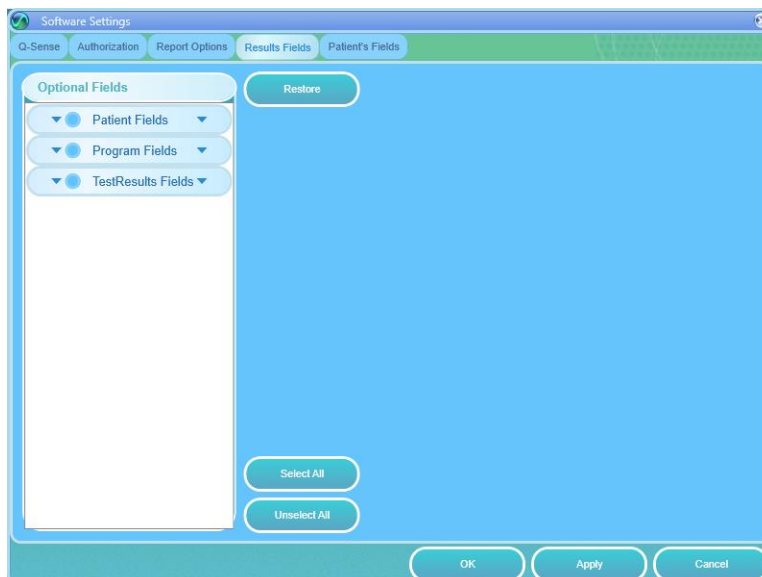 Software Settings
Q-Sense Authorization Report Options Results Fields Patient's Fields
Optional Fields
Restore
Patient Fields
Program Fields
TestResults Fields
Select All
Unselect All
OK Apply Cancel